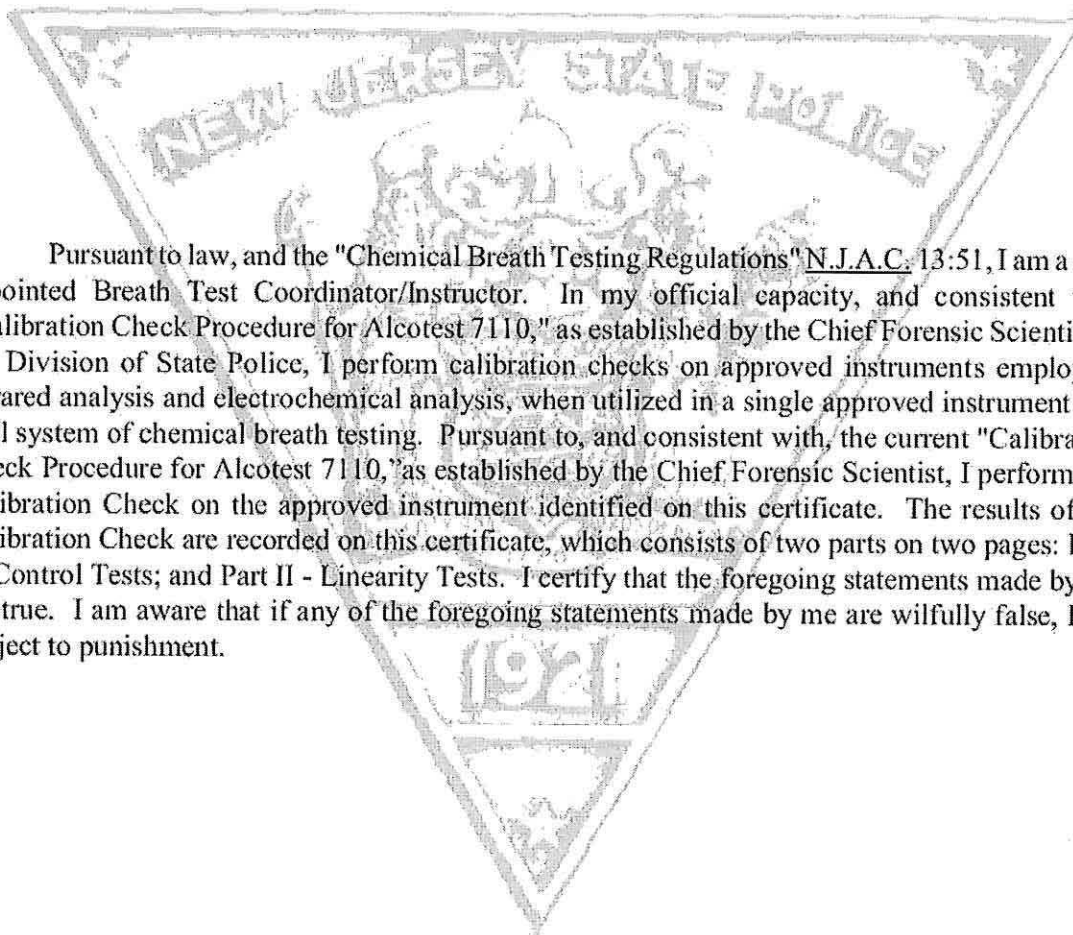 NEW JERSEY STATE POLICE
Pursuant to law, and the "Chemical Breath Testing Regulations" N.J.A.C. 13:51, I am a
ointed Breath Test Coordinator/Instructor. In my official capacity, and consistent
libration Check Procedure for Alcotest 7110," as established by the Chief Forensic Scienti
Division of State Police, I perform calibration checks on approved instruments emplo
ared analysis and electrochemical analysis, when utilized in a single approved instrument
l system of chemical breath testing. Pursuant to, and consistent with, the current "Calibra
eck Procedure for Alcotest 7110," as established by the Chief Forensic Scientist, I perform
ibration Check on the approved instrument identified on this certificate. The results of
ibration Check are recorded on this certificate, which consists of two parts on two pages:
Control Tests; and Part II - Linearity Tests. I certify that the foregoing statements made by
true. I am aware that if any of the foregoing statements made by me are wilfully false, I
ject to punishment.
1921